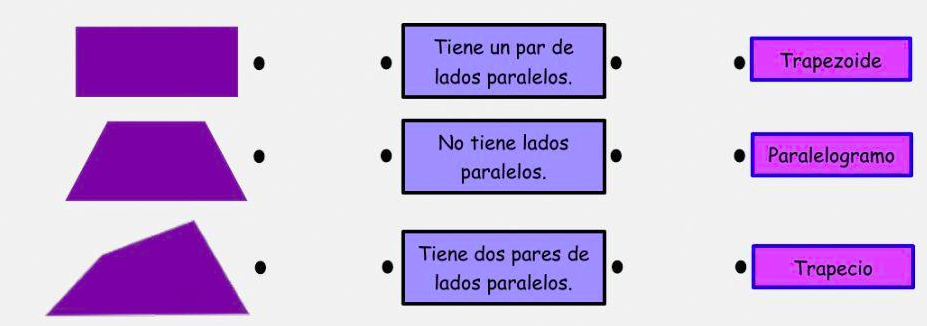 Tiene un par de
lados paralelos.
Trapezoide
No tiene lados
paralelos.
Paralelogramo
Tiene dos pares de
lados paralelos.
Trapecio